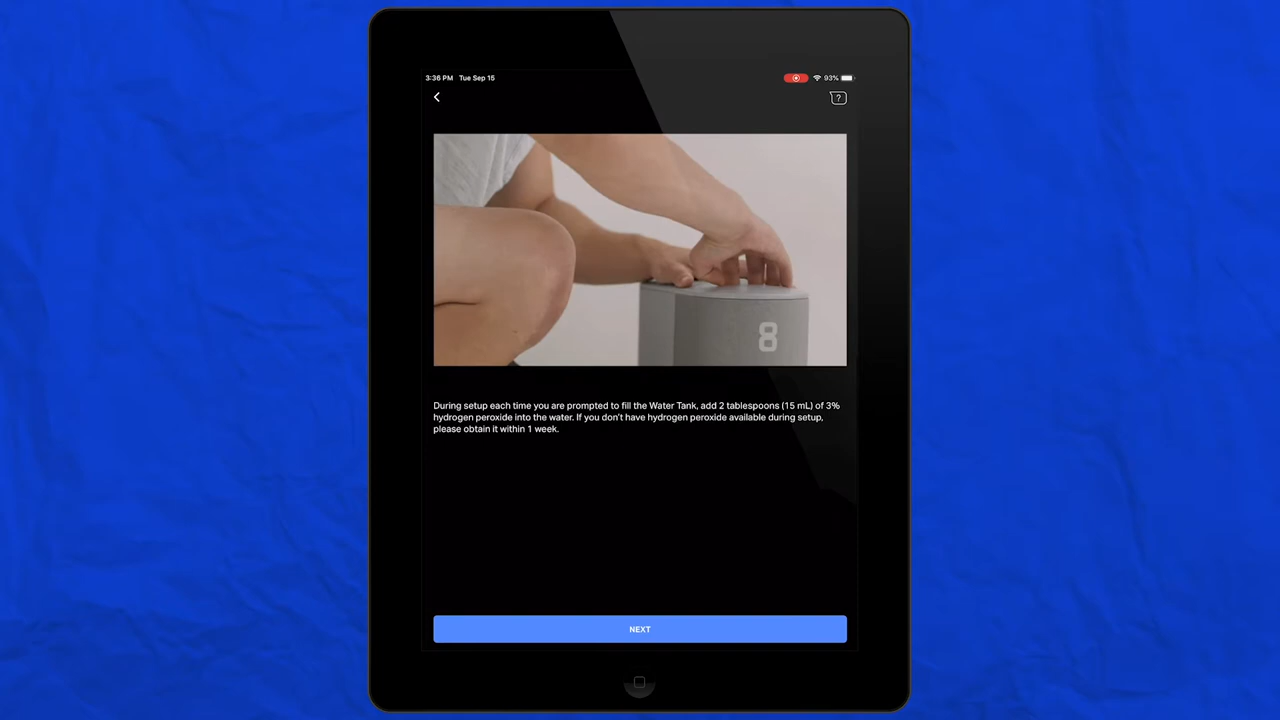 3:36 PM Tue Sep 15
93%
?
8
During setup each time you are prompted to fill the Water Tank, add 2 tablespoons (15 mL) of 3%
hydrogen peroxide into the water. If you don't have hydrogen peroxide available during setup,
please obtain it within 1 week.
NEXT